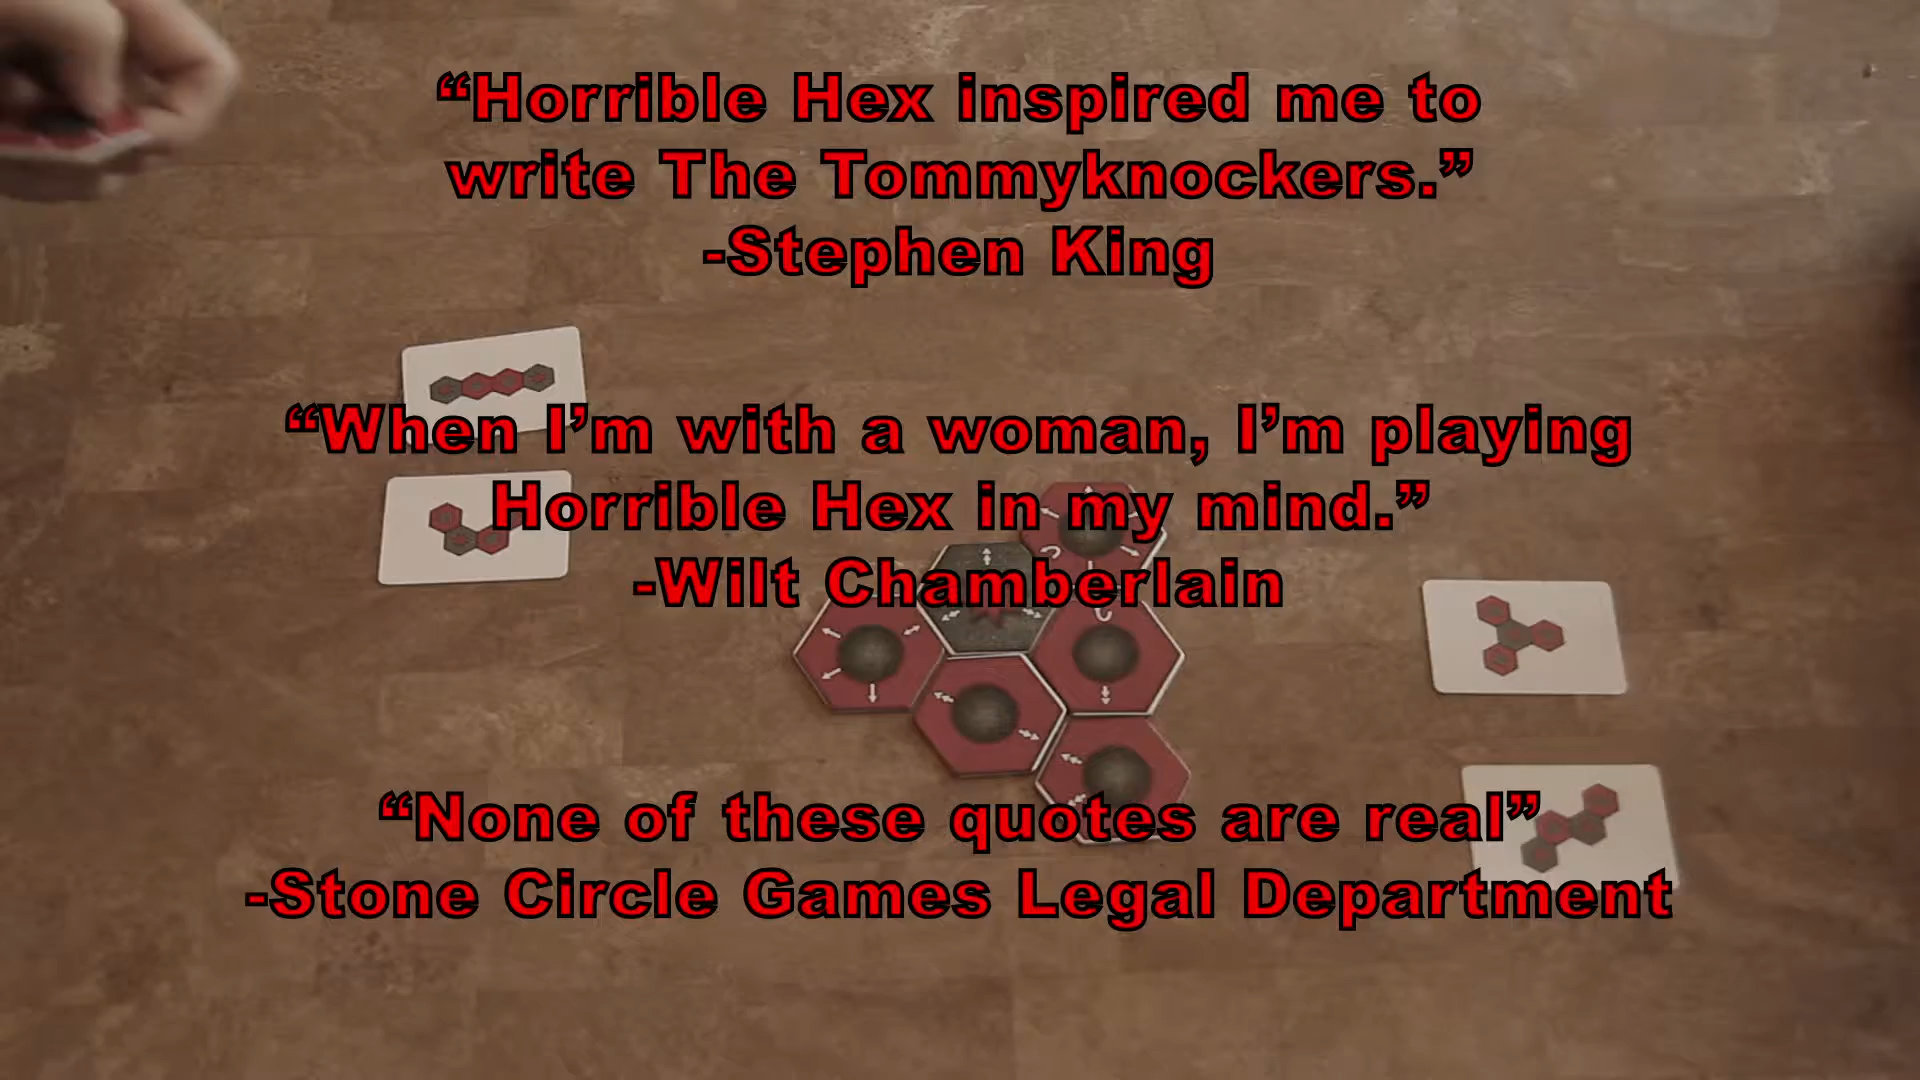 “Horrible Hex inspired me to
write The Tommyknockers.”
-Stephen King
“When I’m with a woman, I’m playing
Horrible Hex in my mind.”
-Wilt Chamberlain
“None of these quotes are real”
-Stone Circle Games Legal Department